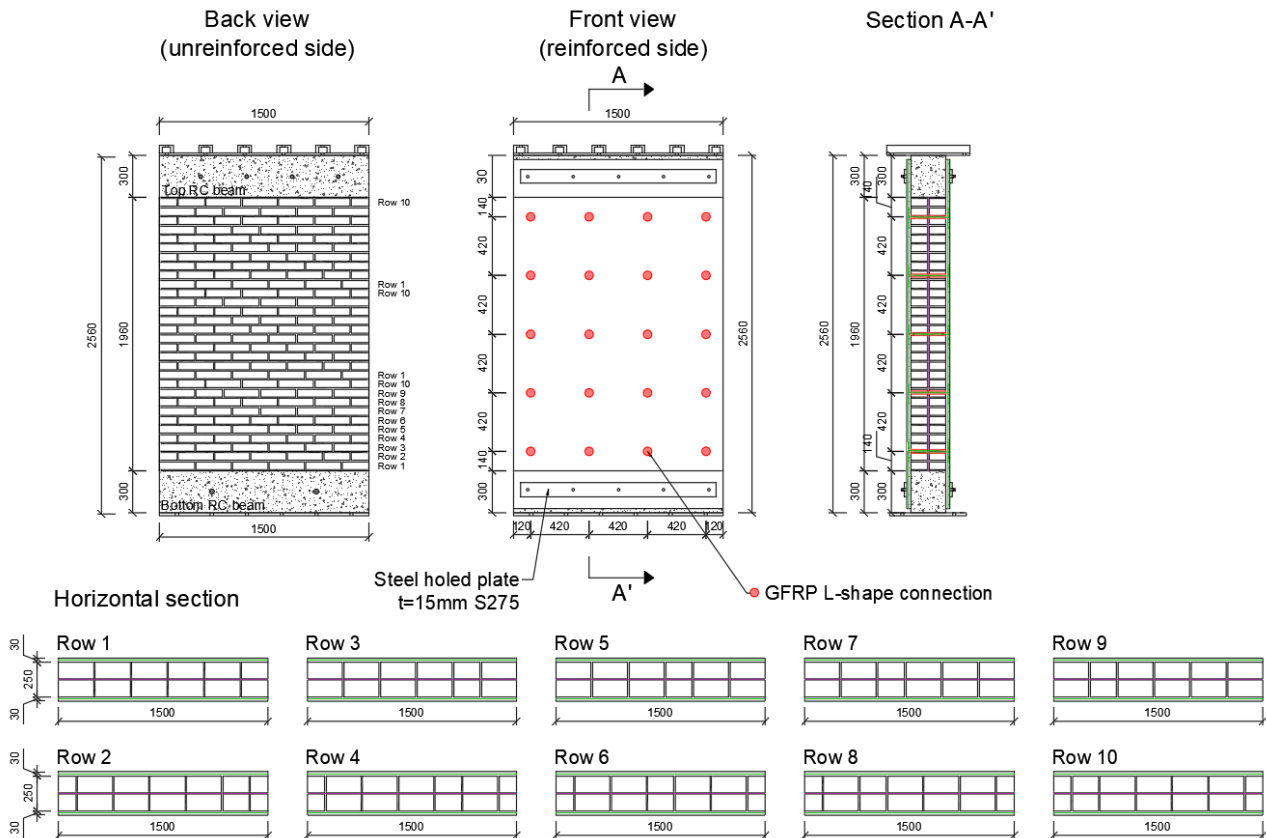 Back view
(unreinforced side)
Front view
(reinforced side)
Section A-A'
A
1500
1500
Top RC beam
Row 10
Row 1
Row 10
Row 1
Row 10
Row 9
Row 8
Row 7
Row 6
Row 5
Row 4
Row 3
Row 2
Row 1
Bottom RC beam
300
1960
300
2560
1500
30
140
420
420
420
420
140
300
2560
120
420
420
420
120
2560
300
1960
300
300
140
420
420
420
420
140
300
Steel holed plate
t=15mm S275
A'
GFRP L-shape connection
Horizontal section
Row 1
Row 3
Row 5
Row 7
Row 9
30
250
30
1500
1500
1500
1500
1500
Row 2
Row 4
Row 6
Row 8
Row 10
30
250
30
1500
1500
1500
1500
1500